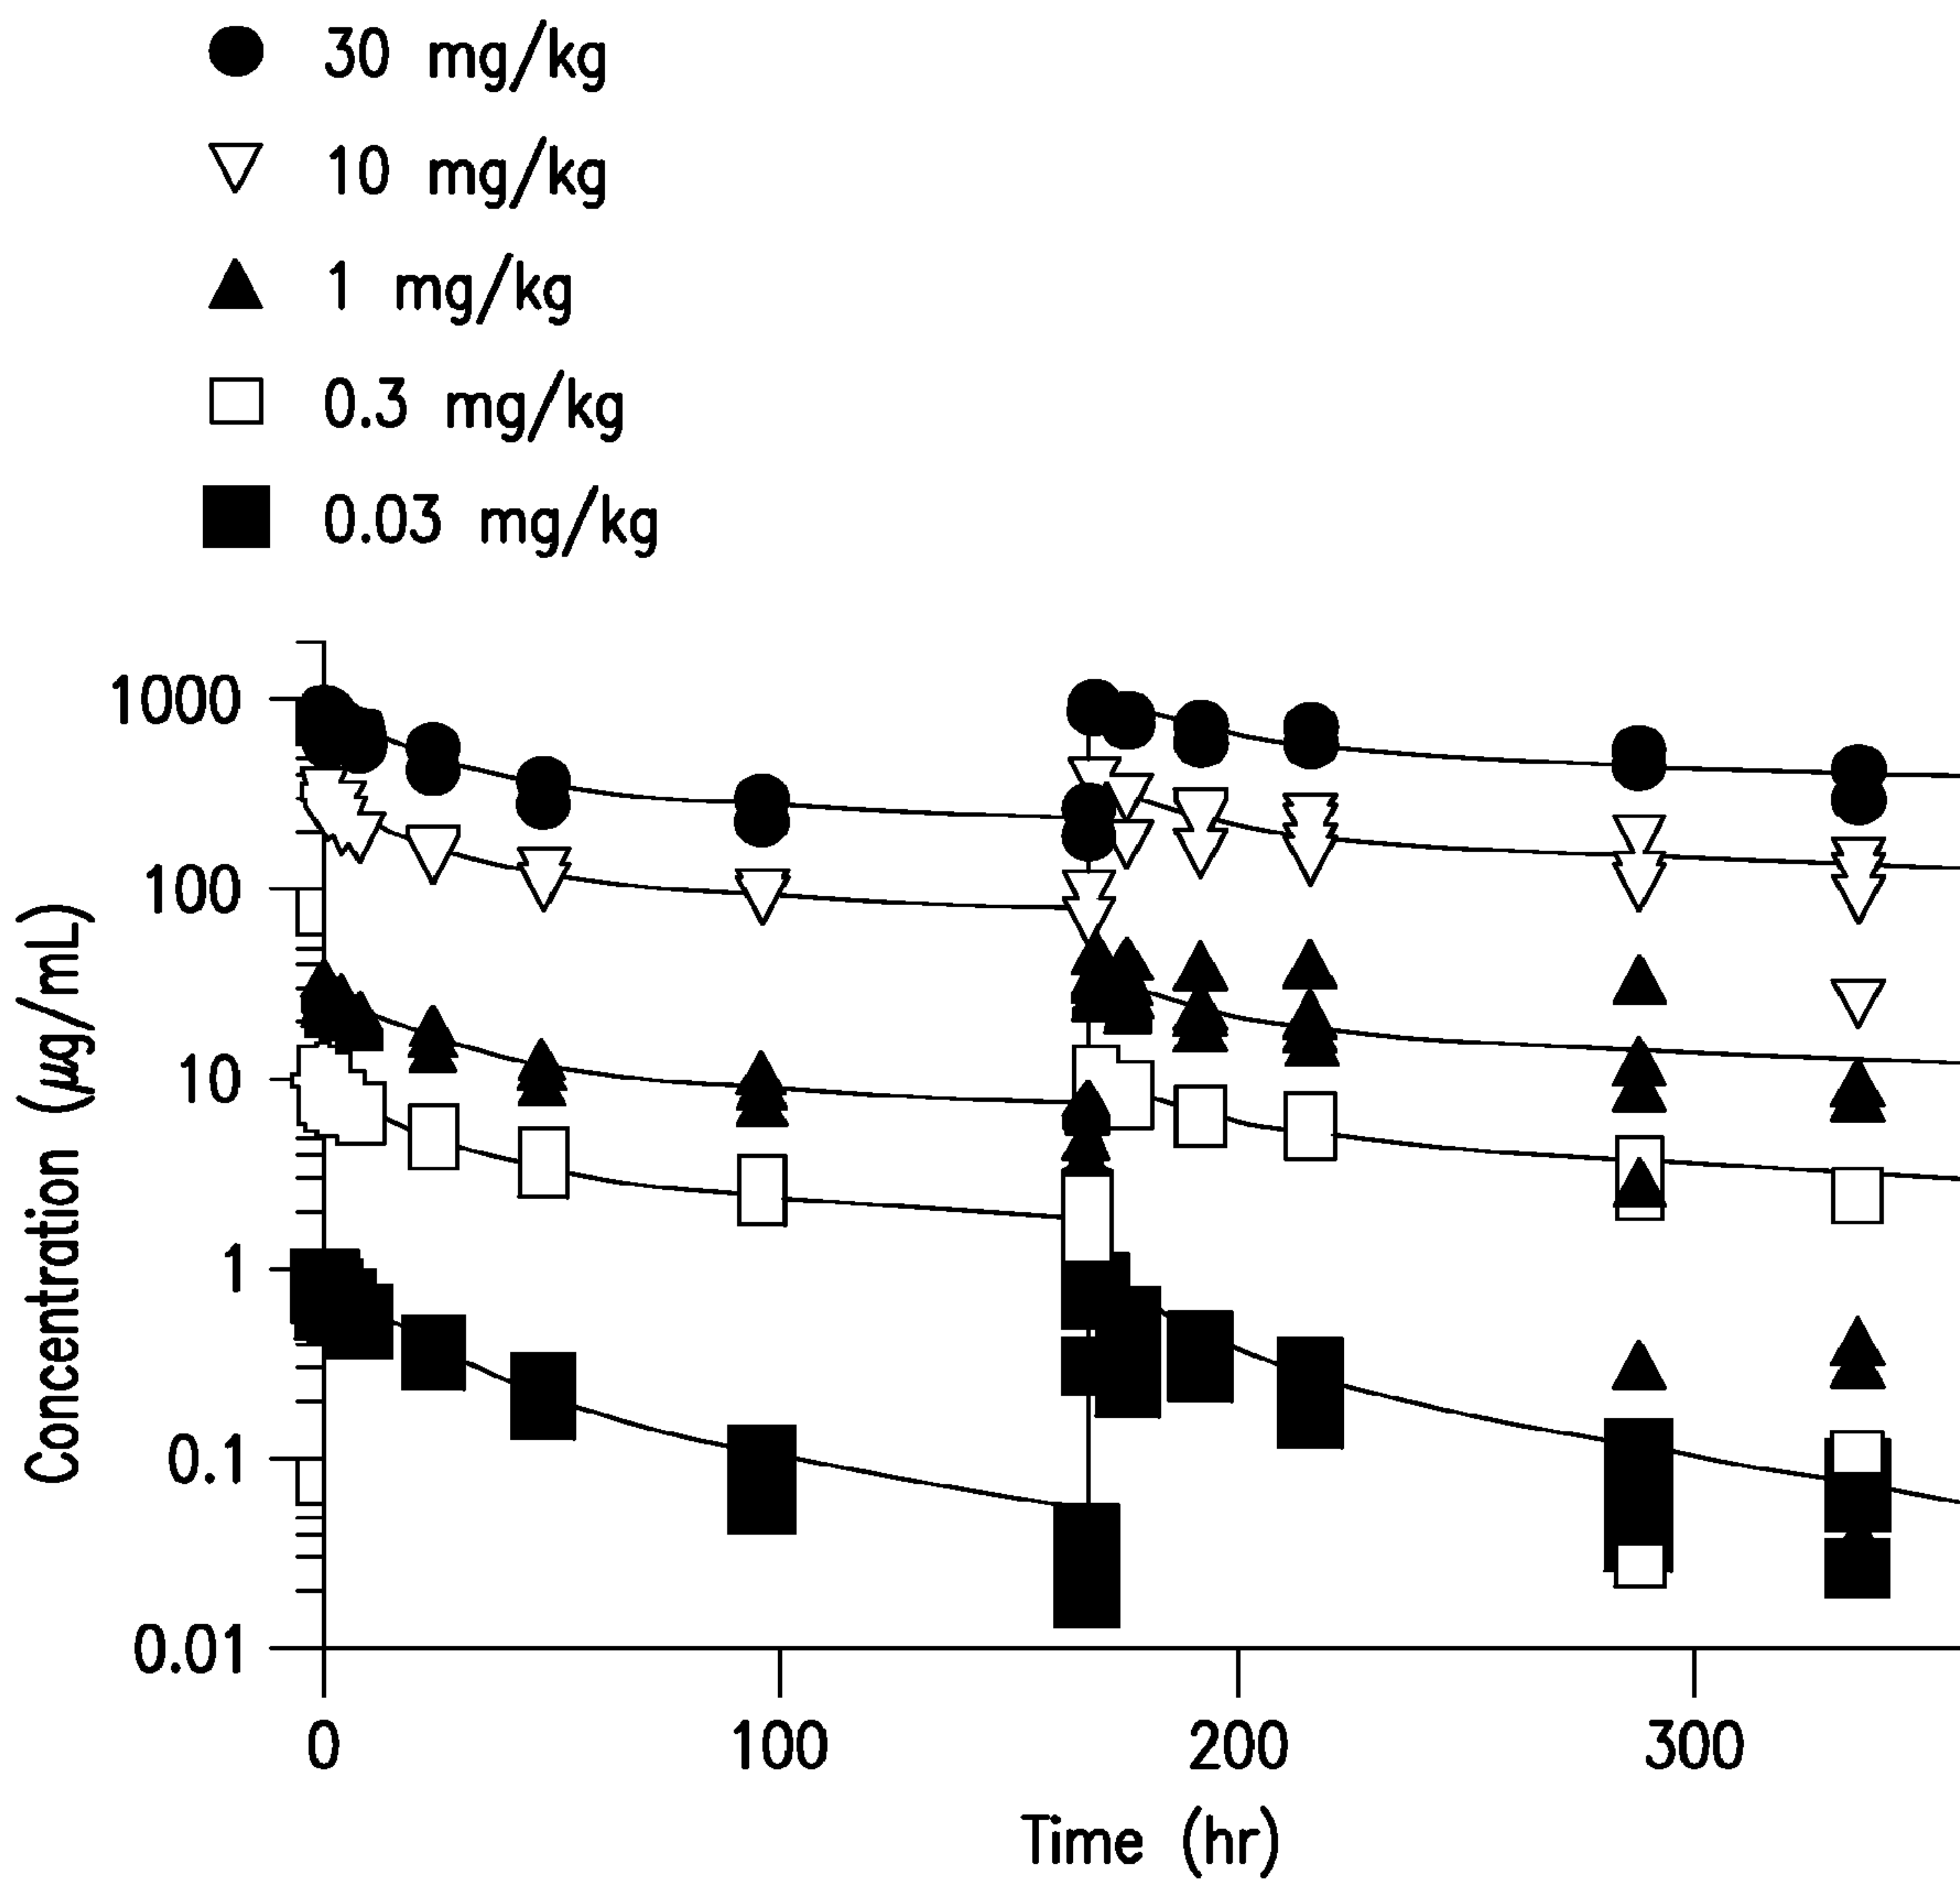 30 mg/kg
10 mg/kg
1 mg/kg
0.3 mg/kg
0.03 mg/kg
1000
100
10
1
0.1
0.01
Concentration (µg/mL)
0 100 200 300
Time (hr)